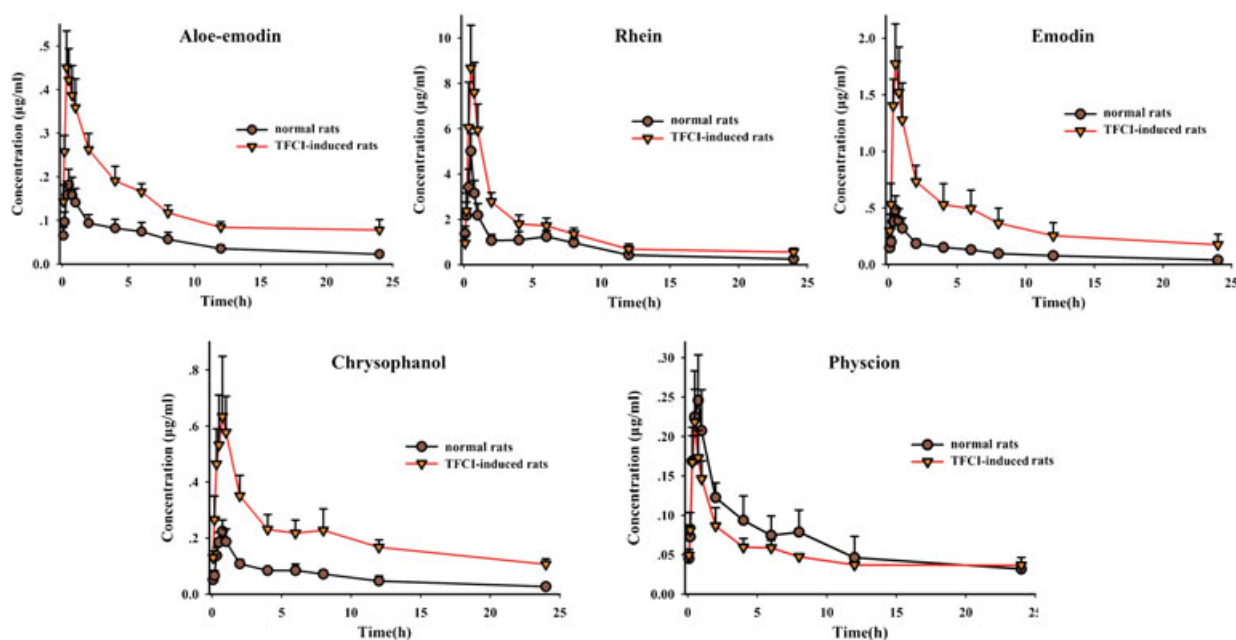 Aloe-emodin
Concentration (µg/ml)
.5
.4
.3
.2
.1
0.0
normal rats
TFCI-induced rats
0 5 10 15 20 25
Time(h)
Rhein
Concentration (µg/ml)
10
8
6
4
2
0
normal rats
TFCI-induced rats
0 5 10 15 20 25
Time(h)
Emodin
Concentration (µg/ml)
2.0
1.5
1.0
.5
0.0
normal rats
TFCI-induced rats
0 5 10 15 20 25
Time(h)
Chrysophanol
Concentration (µg/ml)
.8
.6
.4
.2
0.0
normal rats
TFCI-induced rats
0 5 10 15 20 25
Time(h)
Physcion
Concentration (µg/ml)
.30
.25
.20
.15
.10
.05
0.00
normal rats
TFCI-induced rats
0 5 10 15 20 25
Time(h)